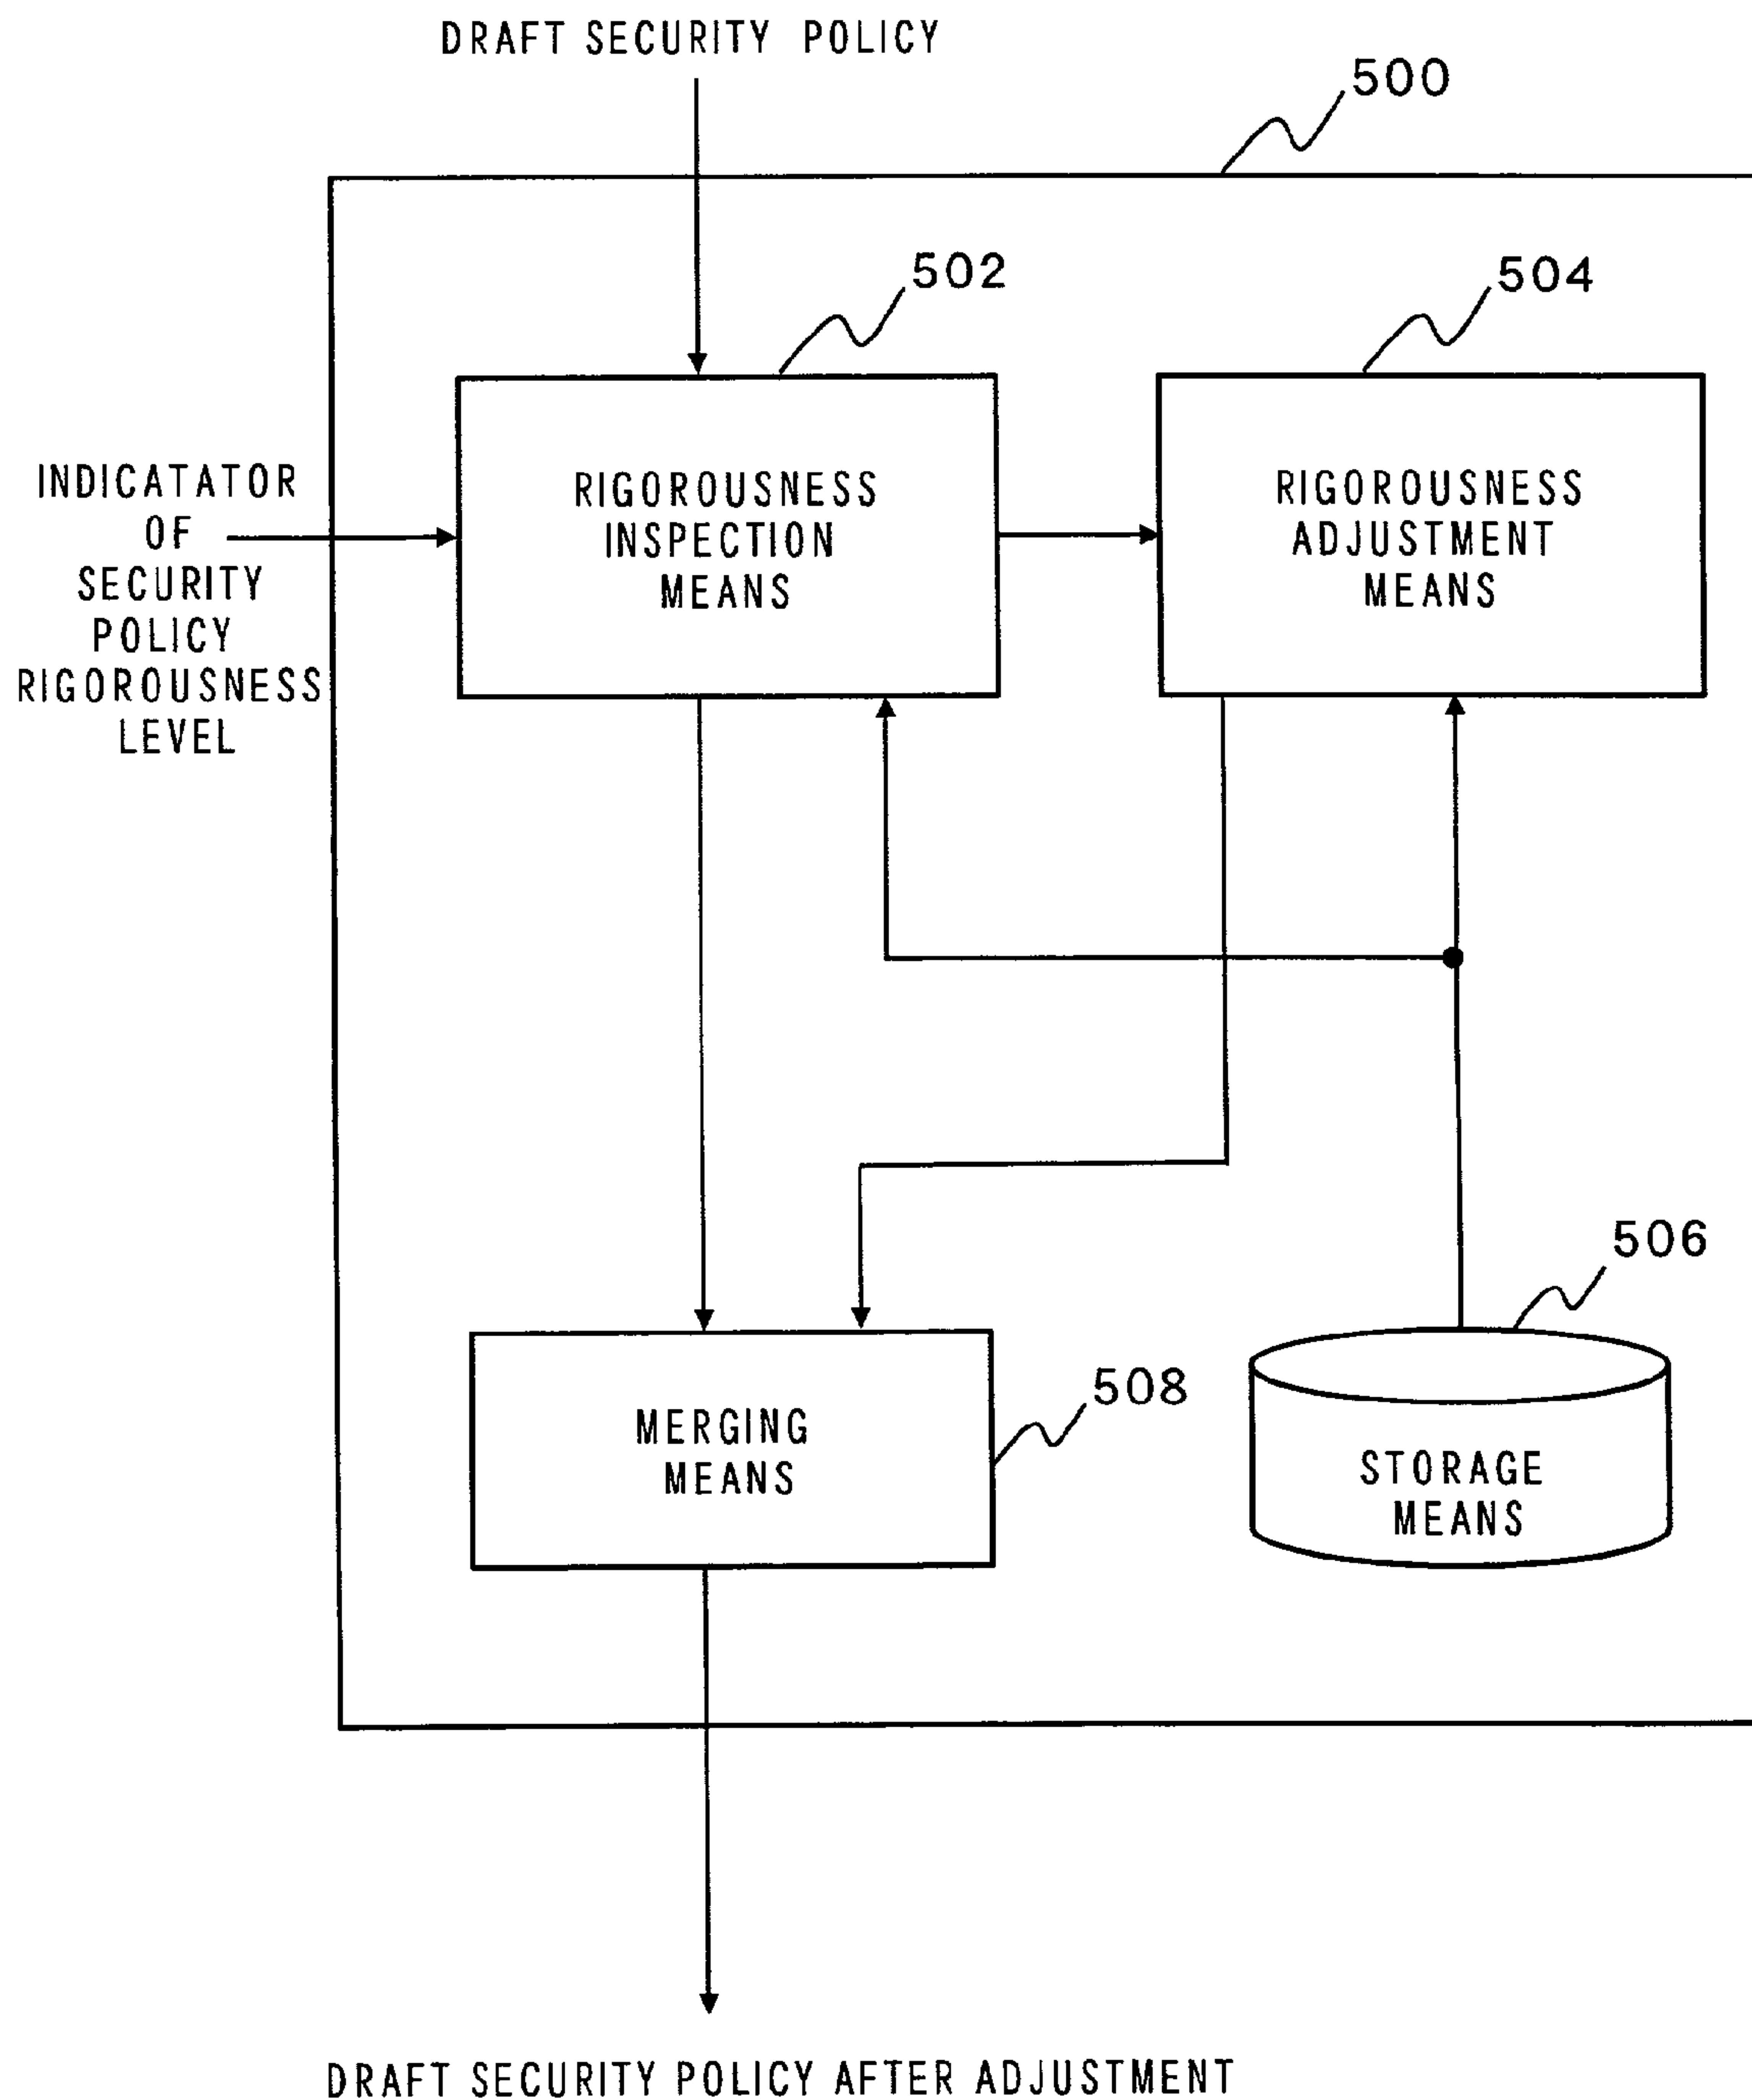 DRAFT SECURITY POLICY
500
502
504
INDICATATOR
OF
SECURITY
POLICY
RIGOROUSNESS
LEVEL
RIGOROUSNESS
INSPECTION
MEANS
RIGOROUSNESS
ADJUSTMENT
MEANS
506
508
MERGING
MEANS
STORAGE
MEANS
DRAFT SECURITY POLICY AFTER ADJUSTMENT